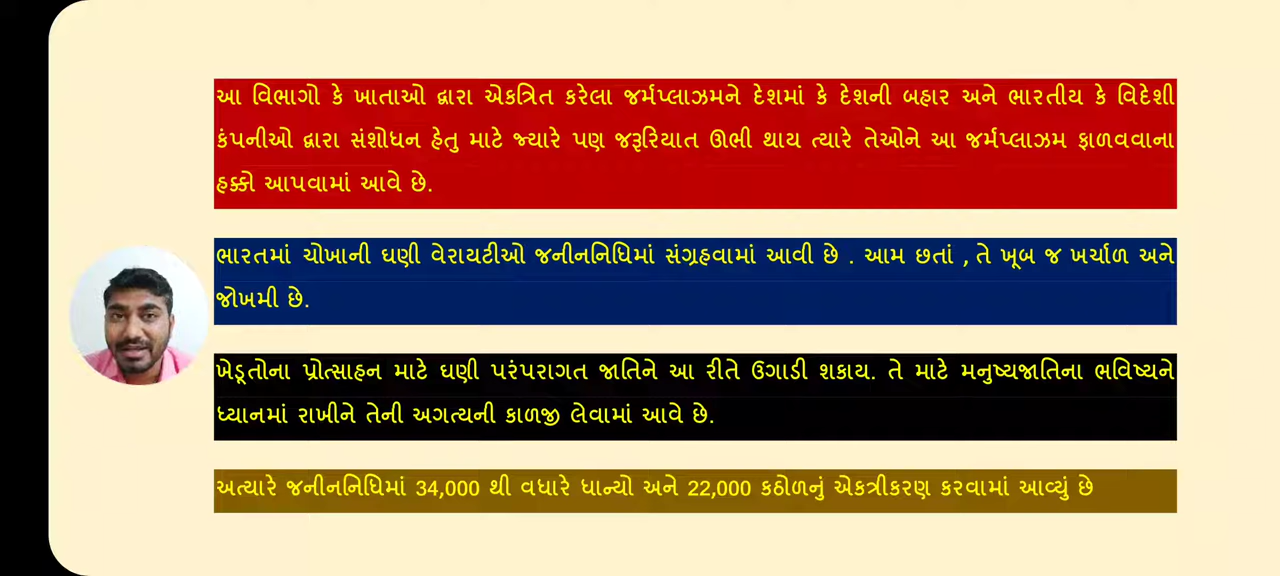 આ વિભાગો કે ખાતાઓ દ્વારા એકત્રિત કરેલા જર્મપ્લાઝમને દેશમાં કે દેશની બહાર અને ભારતીય કે વિદેશી
કંપનીઓ દ્વારા સંશોધન હેતુ માટે જ્યારે પણ જરૂરિયાત ઊભી થાય ત્યારે તેઓને આ જર્મપ્લાઝમ ફાળવવાના
હક્કો આપવામાં આવે છે.
ભારતમાં ચોખાની ઘણી વેરાયટીઓ જનીનનિધિમાં સંગ્રહવામાં આવી છે . આમ છતાં , તે ખૂબ જ ખર્ચાળ અને
જોખમી છે.
ખેડૂતોના પ્રોત્સાહન માટે ઘણી પરંપરાગત જાતિને આ રીતે ઉગાડી શકાય. તે માટે મનુષ્યજાતિના ભવિષ્યને
ધ્યાનમાં રાખીને તેની અગત્યની કાળજી લેવામાં આવે છે.
અત્યારે જનીનનિધિમાં 34,000 થી વધારે ધાન્યો અને 22,000 કઠોળનું એકત્રીકરણ કરવામાં આવ્યું છે